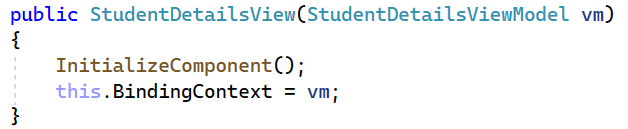 public StudentDetailsView(StudentDetailsViewModel vm)
{
    InitializeComponent();
    this.BindingContext = vm;
}